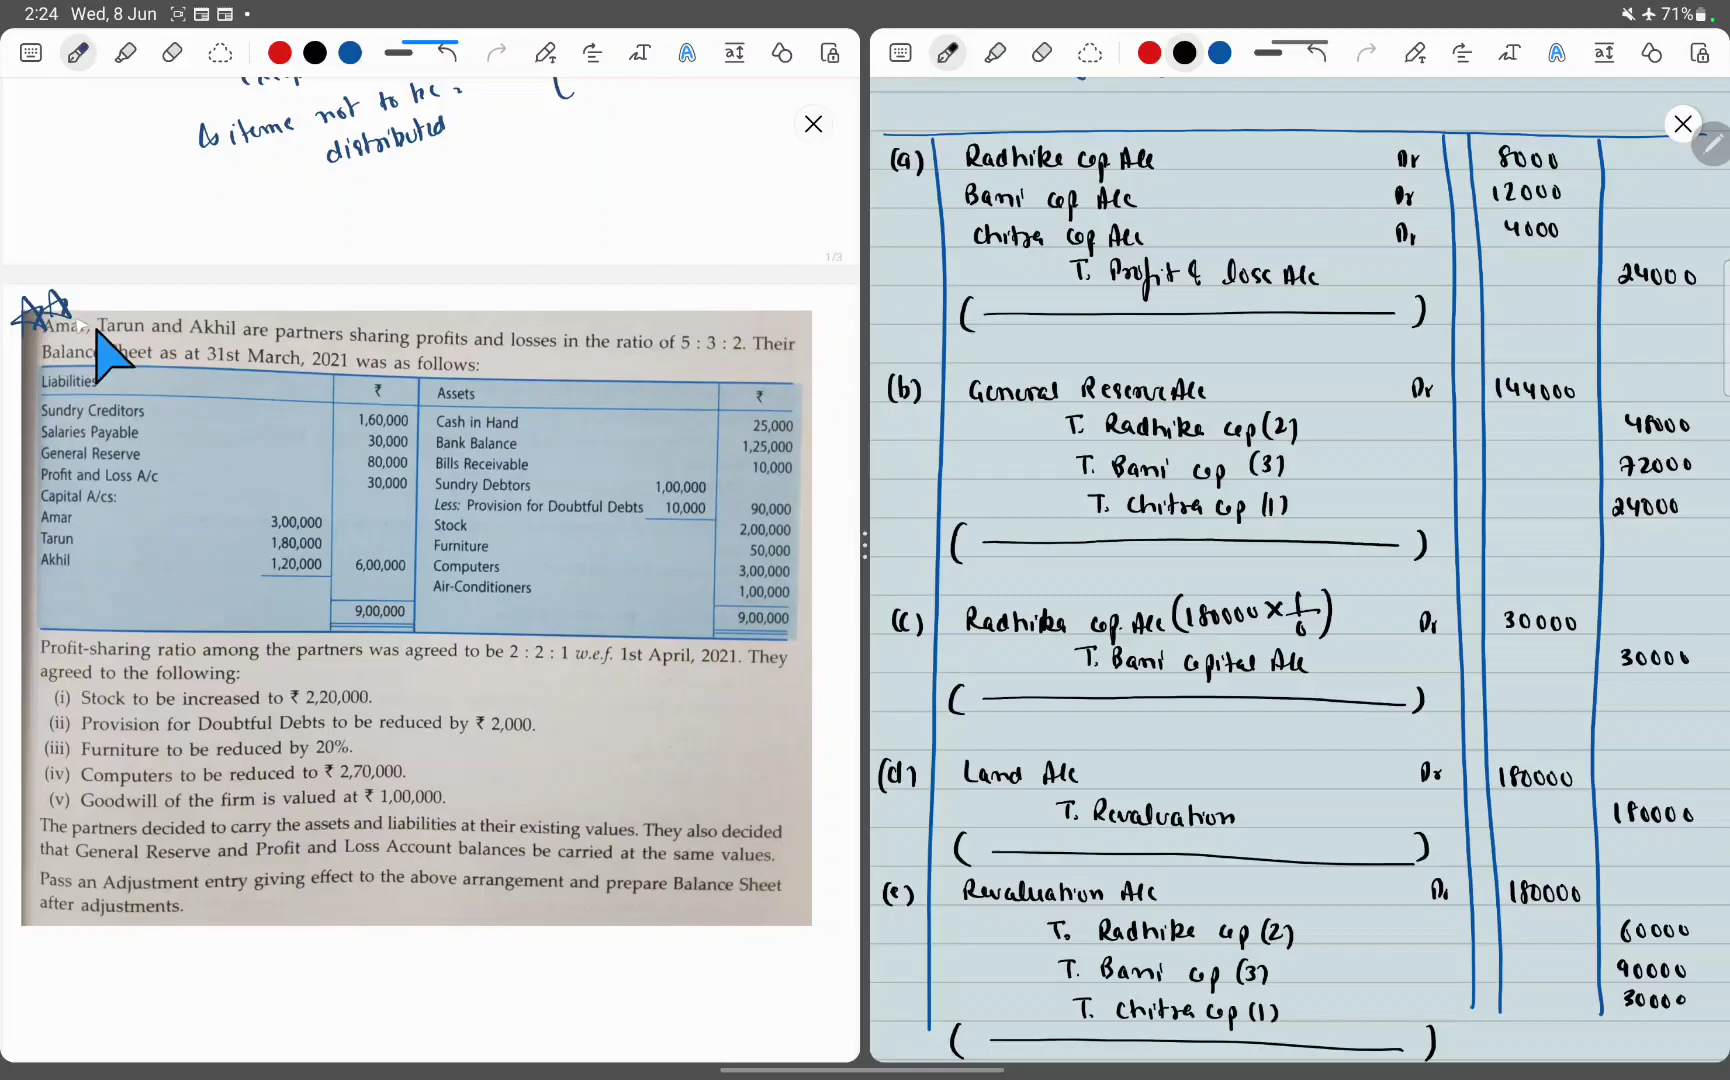 2:24 Wed, 8 Jun
71%
items not to be
distributed
1/3
Amar, Tarun and Akhil are partners sharing profits and losses in the ratio of 5 : 3 : 2. Their
Balance Sheet as at 31st March, 2021 was as follows:
Liabilities ₹ Assets ₹
Sundry Creditors 1,60,000 Cash in Hand 25,000
Salaries Payable 30,000 Bank Balance 1,25,000
General Reserve 80,000 Bills Receivable 10,000
Profit and Loss A/c 30,000 Sundry Debtors 1,00,000
Capital A/cs: Less: Provision for Doubtful Debts 10,000 90,000
Amar 3,00,000 Stock 2,00,000
Tarun 1,80,000 Furniture 50,000
Akhil 1,20,000 6,00,000 Computers 3,00,000
Air-Conditioners 1,00,000
9,00,000 9,00,000
Profit-sharing ratio among the partners was agreed to be 2 : 2 : 1 w.e.f. 1st April, 2021. They
agreed to the following:
(i) Stock to be increased to ₹ 2,20,000.
(ii) Provision for Doubtful Debts to be reduced by ₹ 2,000.
(iii) Furniture to be reduced by 20%.
(iv) Computers to be reduced to ₹ 2,70,000.
(v) Goodwill of the firm is valued at ₹ 1,00,000.
The partners decided to carry the assets and liabilities at their existing values. They also decided
that General Reserve and Profit and Loss Account balances be carried at the same values.
Pass an Adjustment entry giving effect to the above arrangement and prepare Balance Sheet
after adjustments.
(a) Radhika cap A/c Dr 8000
Bani cap A/c Dr 12000
Chitra cap A/c Dr 4000
T. Profit & loss A/c 24000
(b) General Reserve A/c Dr 144000
T. Radhika cap (2) 48000
T. Bani cap (3) 72000
T. Chitra cap (1) 24000
(c) Radhika cap. A/c (180000 × 1/6) Dr 30000
T. Bani capital A/c 30000
(d) Land A/c Dr 180000
T. Revaluation 180000
(e) Revaluation A/c Dr 180000
T. Radhika cap (2) 60000
T. Bani cap (3) 90000
T. Chitra cap (1) 30000